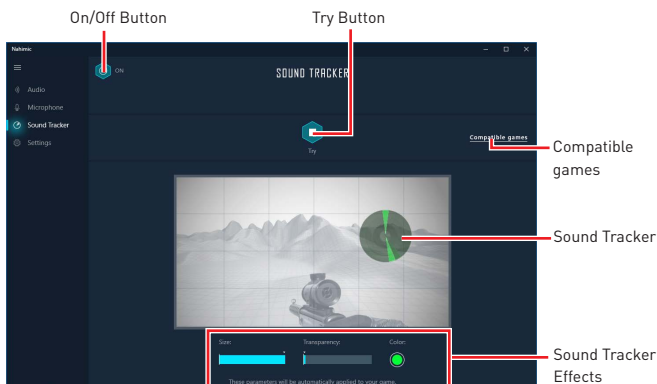 On/Off Button
Try Button
Nahimic
ON
SOUND TRACKER
Audio
Microphone
Sound Tracker
Settings
Try
Compatible games
Compatible
games
Sound Tracker
Size:
Transparency:
Color:
These parameters will be automatically applied to your game.
Sound Tracker
Effects